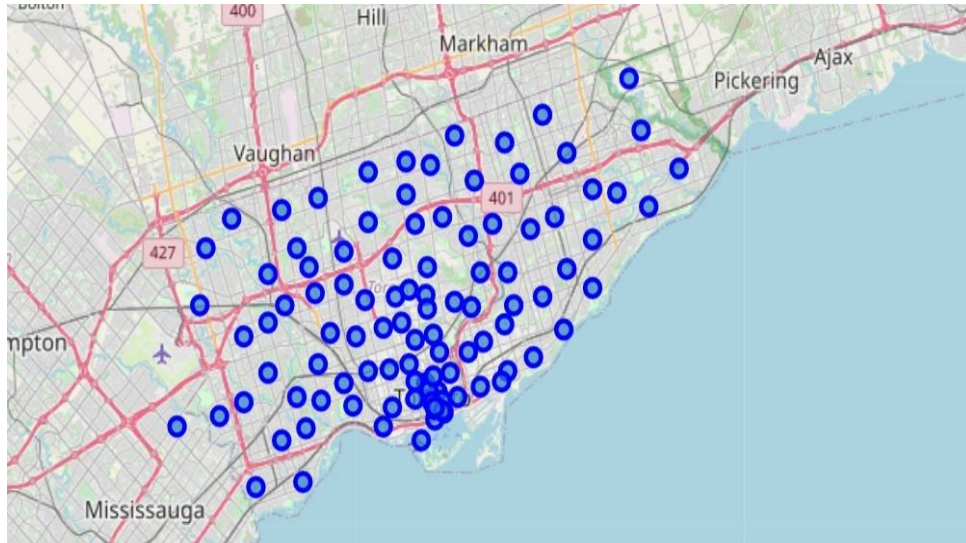 400
Hill
Markham
Ajax
Pickering
Vaughan
401
427
mpton
Mississauga